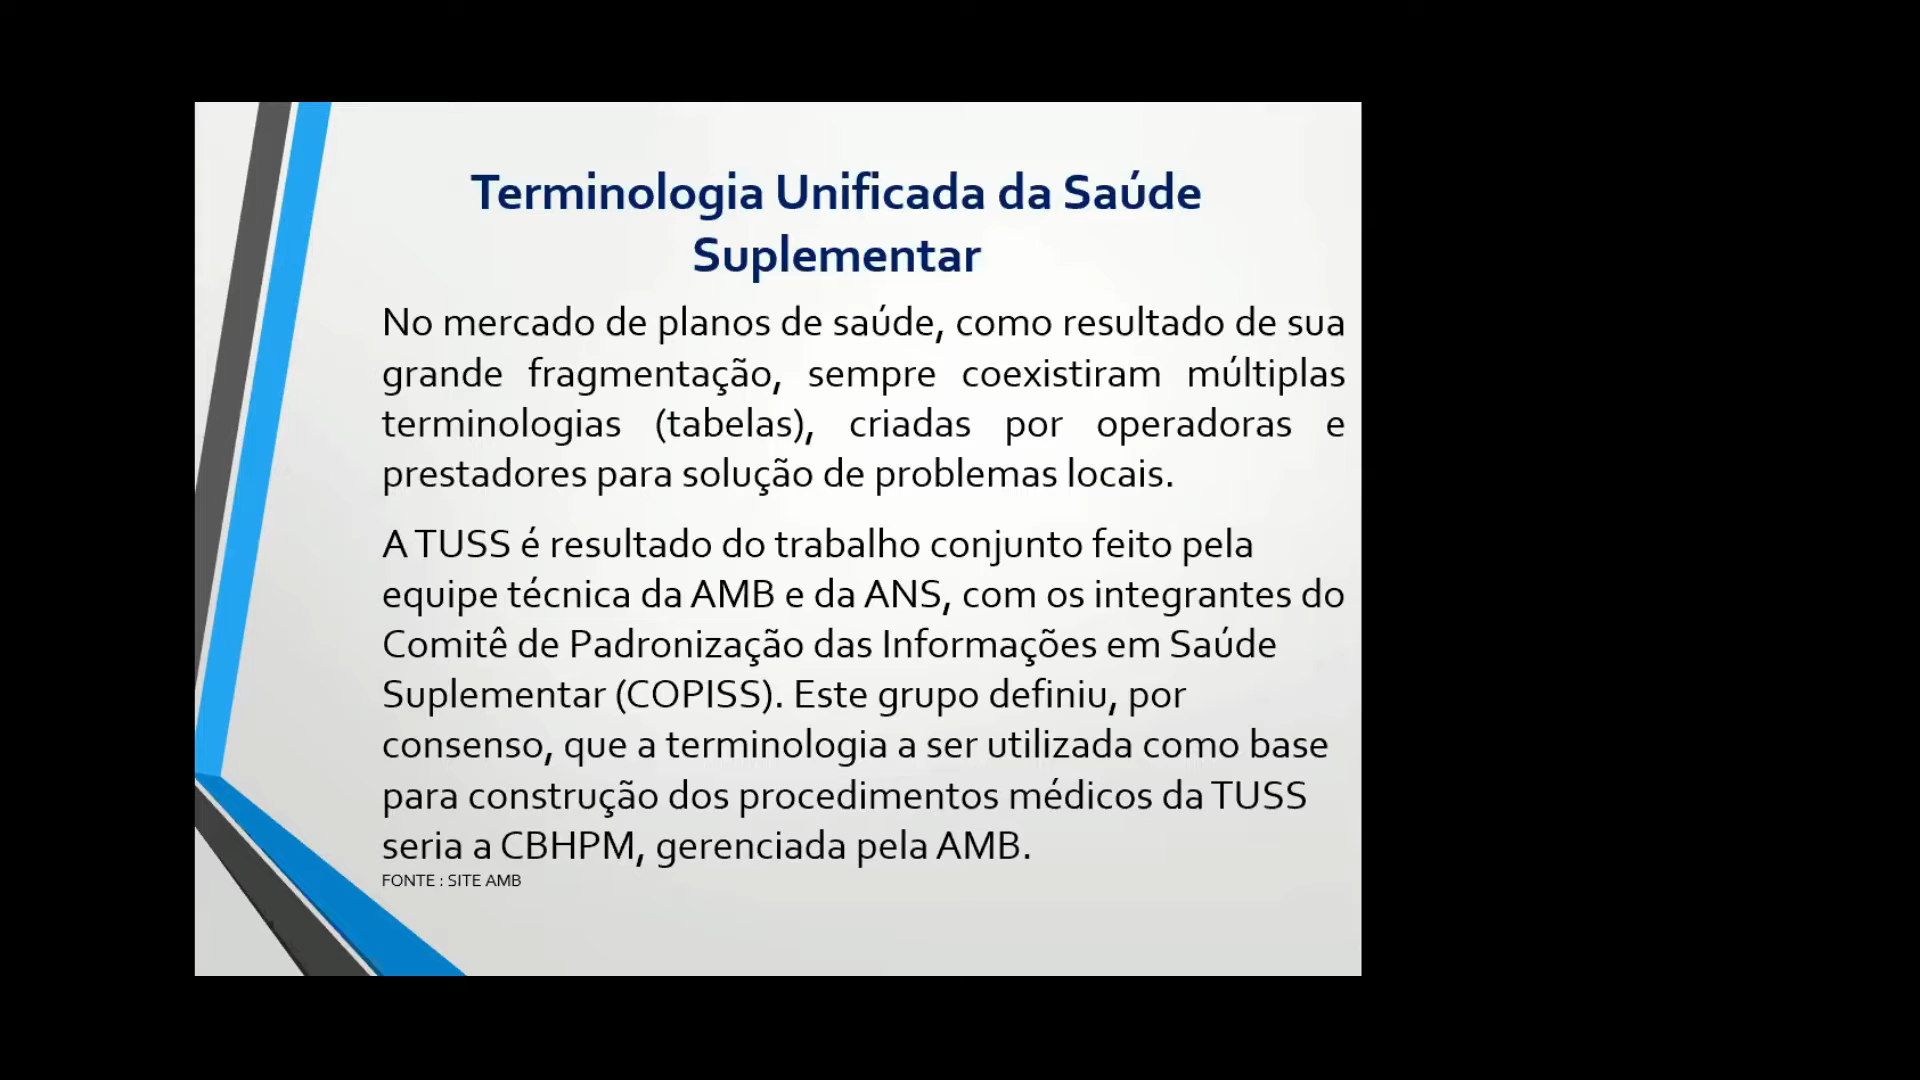 Terminologia Unificada da Saúde
Suplementar
No mercado de planos de saúde, como resultado de sua
grande fragmentação, sempre coexistiram múltiplas
terminologias (tabelas), criadas por operadoras e
prestadores para solução de problemas locais.
A TUSS é resultado do trabalho conjunto feito pela
equipe técnica da AMB e da ANS, com os integrantes do
Comitê de Padronização das Informações em Saúde
Suplementar (COPISS). Este grupo definiu, por
consenso, que a terminologia a ser utilizada como base
para construção dos procedimentos médicos da TUSS
seria a CBHPM, gerenciada pela AMB.
FONTE : SITE AMB